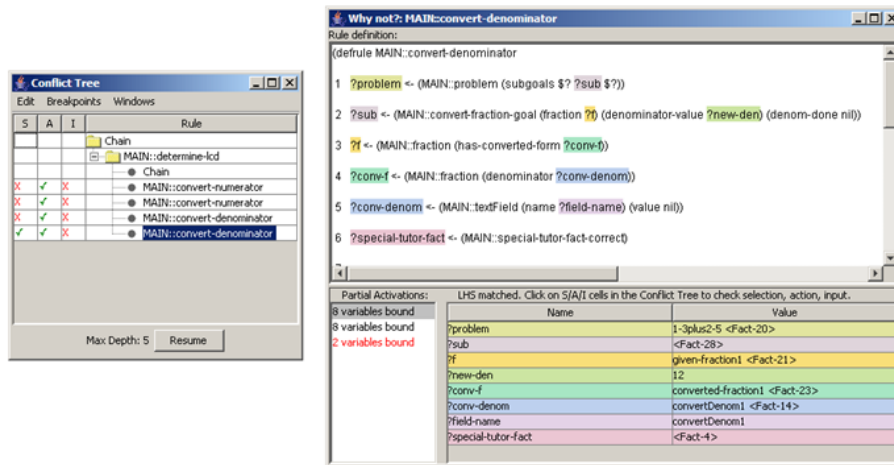 Conflict Tree
Edit Breakpoints Windows
S A I Rule
Chain
MAIN::determine-lcd
Chain
X ✓ X MAIN::convert-numerator
X ✓ X MAIN::convert-numerator
X ✓ X MAIN::convert-denominator
✓ ✓ X MAIN::convert-denominator
Max Depth: 5 Resume
Why not?: MAIN::convert-denominator
Rule definition:
(defrule MAIN::convert-denominator
1 ?problem <- (MAIN::problem (subgoals $? ?sub $?))
2 ?sub <- (MAIN::convert-fraction-goal (fraction ?f) (denominator-value ?new-den) (denom-done nil))
3 ?f <- (MAIN::fraction (has-converted-form ?conv-f))
4 ?conv-f <- (MAIN::fraction (denominator ?conv-denom))
5 ?conv-denom <- (MAIN::textField (name ?field-name) (value nil))
6 ?special-tutor-fact <- (MAIN::special-tutor-fact-correct)
Partial Activations:
8 variables bound
8 variables bound
2 variables bound
LHS matched. Click on S/A/I cells in the Conflict Tree to check selection, action, input.
Name Value
?problem 1-3plus2-5 <Fact-20>
?sub <Fact-28>
?f given-fraction1 <Fact-21>
?new-den 12
?conv-f converted-fraction1 <Fact-23>
?conv-denom convertDenom1 <Fact-14>
?field-name convertDenom1
?special-tutor-fact <Fact-4>